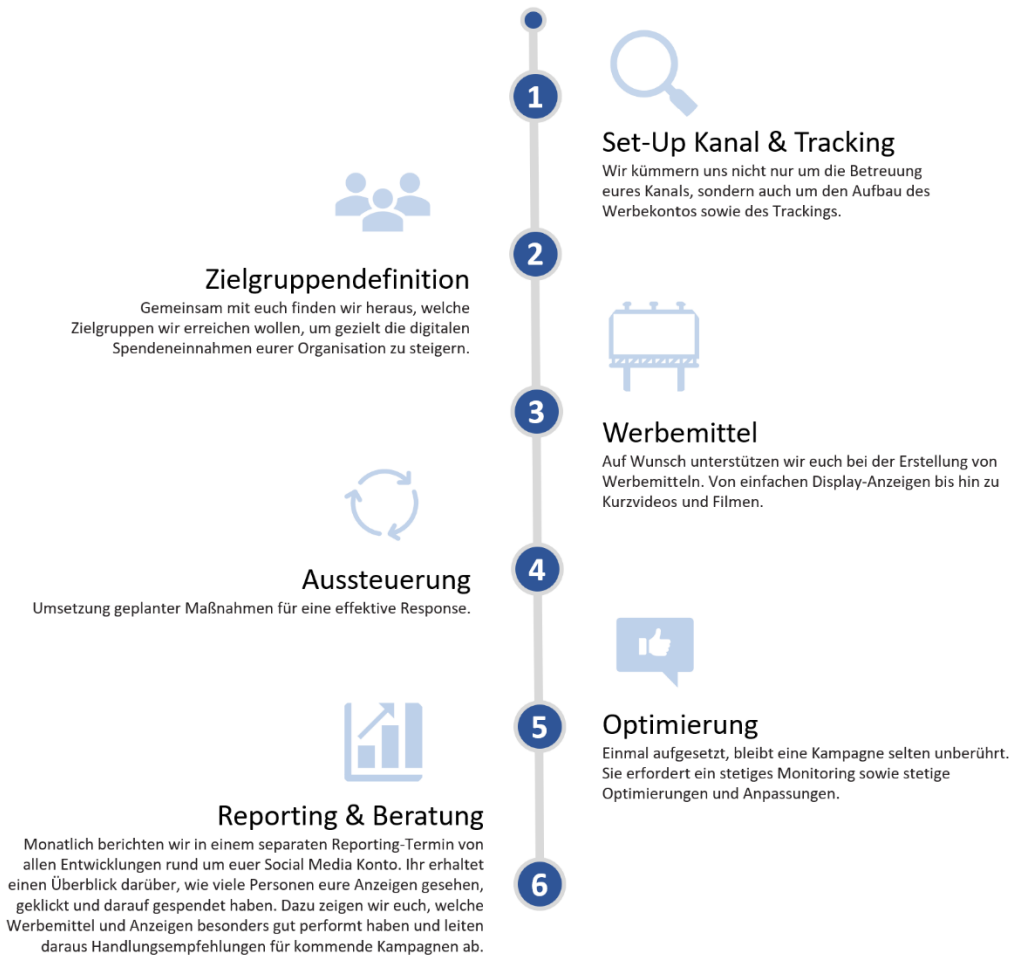 1
Set-Up Kanal & Tracking
Wir kümmern uns nicht nur um die Betreuung
eures Kanals, sondern auch um den Aufbau des
Werbekontos sowie des Trackings.
2
Zielgruppendefinition
Gemeinsam mit euch finden wir heraus, welche
Zielgruppen wir erreichen wollen, um gezielt die digitalen
Spendeneinnahmen eurer Organisation zu steigern.
3
Werbemittel
Auf Wunsch unterstützen wir euch bei der Erstellung von
Werbemitteln. Von einfachen Display-Anzeigen bis hin zu
Kurzvideos und Filmen.
4
Aussteuerung
Umsetzung geplanter Maßnahmen für eine effektive Response.
5
Optimierung
Einmal aufgesetzt, bleibt eine Kampagne selten unberührt.
Sie erfordert ein stetiges Monitoring sowie stetige
Optimierungen und Anpassungen.
6
Reporting & Beratung
Monatlich berichten wir in einem separaten Reporting-Termin von
allen Entwicklungen rund um euer Social Media Konto. Ihr erhaltet
einen Überblick darüber, wie viele Personen eure Anzeigen gesehen,
geklickt und darauf gespendet haben. Dazu zeigen wir euch, welche
Werbemittel und Anzeigen besonders gut performt haben und leiten
daraus Handlungsempfehlungen für kommende Kampagnen ab.